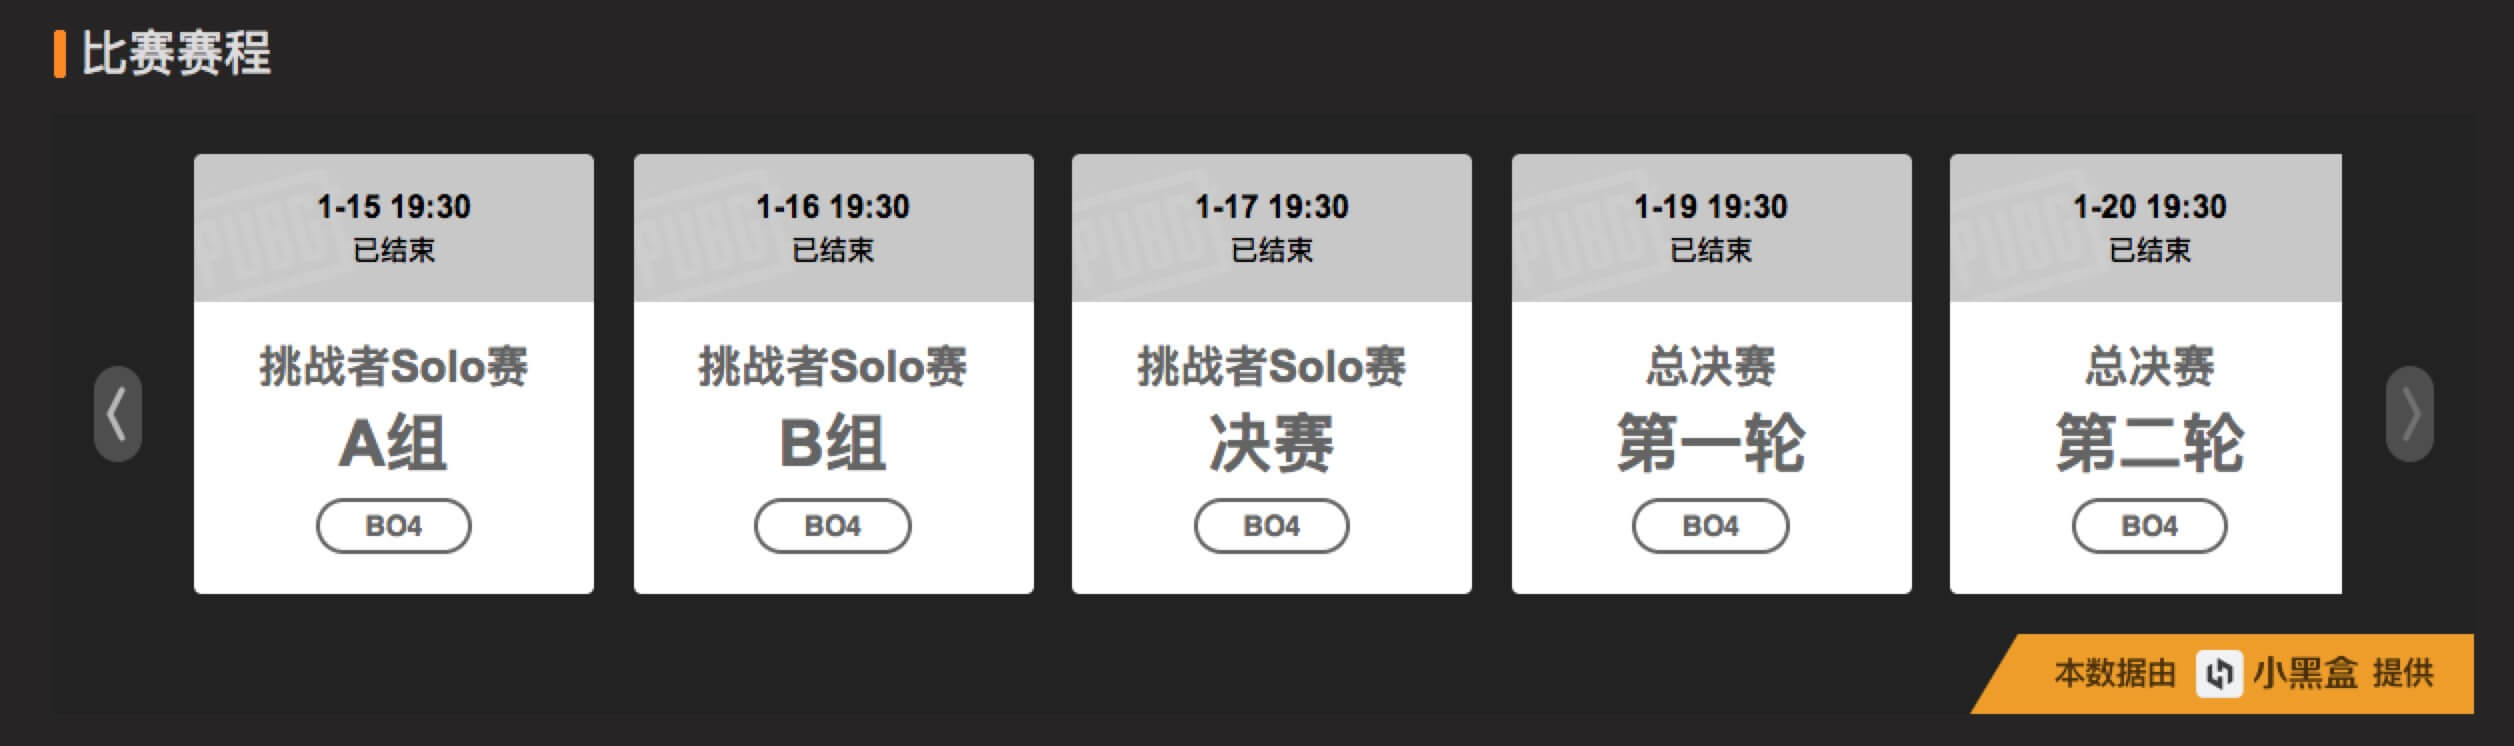 比赛赛程
1-15 19:30
已结束
挑战者Solo赛
A组
BO4
1-16 19:30
已结束
挑战者Solo赛
B组
BO4
1-17 19:30
已结束
挑战者Solo赛
决赛
BO4
1-19 19:30
已结束
总决赛
第一轮
BO4
1-20 19:30
已结束
总决赛
第二轮
BO4
PUBG
PUBG
PUBG
PUBG
PUBG
本数据由 小黑盒 提供